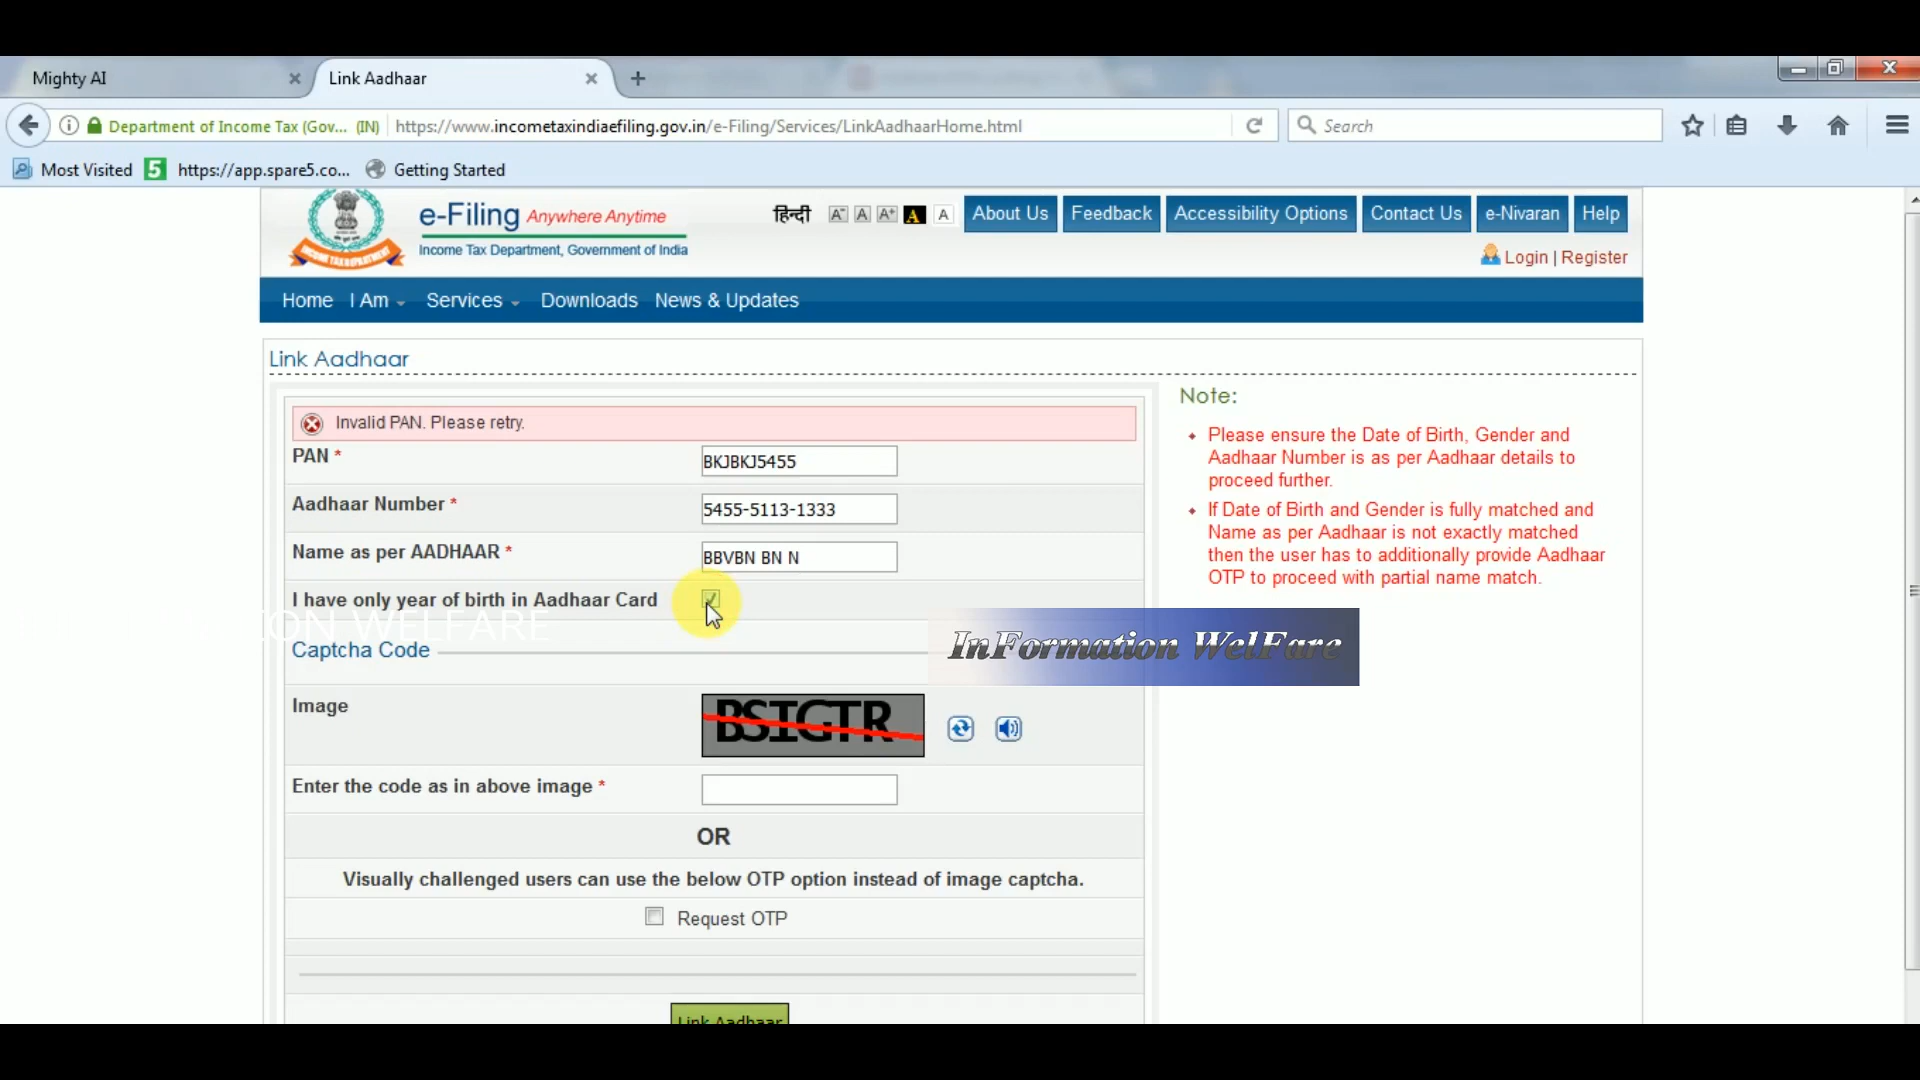 Mighty AI
Link Aadhaar
Department of Income Tax (Gov... (IN)
https://www.incometaxindiaefiling.gov.in/e-Filing/Services/LinkAadhaarHome.html
Search
Most Visited
5
https://app.spare5.co...
Getting Started
e-Filing Anywhere Anytime
Income Tax Department, Government of India
हिन्दी
A- A A+ A A
About Us
Feedback
Accessibility Options
Contact Us
e-Nivaran
Help
Login | Register
Home
I Am
Services
Downloads
News & Updates
Link Aadhaar
Invalid PAN. Please retry.
PAN *
BKJBKJ5455
Aadhaar Number *
5455-5113-1333
Name as per AADHAAR *
BBVBN BN N
I have only year of birth in Aadhaar Card
ON WELFARE
Captcha Code
InFormation WelFare
Image
BSIGTR
Enter the code as in above image *
OR
Visually challenged users can use the below OTP option instead of image captcha.
Request OTP
Link Aadhaar
Note:
Please ensure the Date of Birth, Gender and
Aadhaar Number is as per Aadhaar details to
proceed further.
If Date of Birth and Gender is fully matched and
Name as per Aadhaar is not exactly matched
then the user has to additionally provide Aadhaar
OTP to proceed with partial name match.